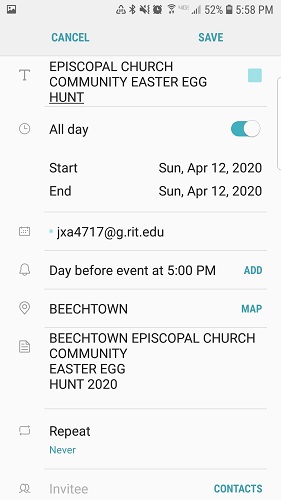 52% 5:58 PM
CANCEL SAVE
EPISCOPAL CHURCH
COMMUNITY EASTER EGG
HUNT
All day
Start Sun, Apr 12, 2020
End Sun, Apr 12, 2020
jxa4717@g.rit.edu
Day before event at 5:00 PM ADD
BEECHTOWN MAP
BEECHTOWN EPISCOPAL CHURCH
COMMUNITY
EASTER EGG
HUNT 2020
Repeat
Never
Invitee CONTACTS